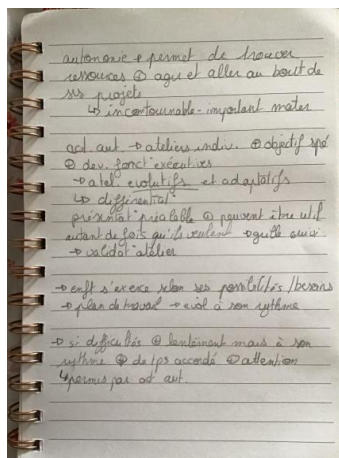 autonomie → permet de trouver
ressources ⊕ agir et aller au bout de
ses projets
↳ incontournable - important mater
act. aut. → ateliers indiv. ⊕ objectif spé
⊕ dev. fonct° exécutives
→ atel. evolutifs et adaptatifs
↳ différentiat°
présentat° préalable ⊕ peuvent être util
autant de fois qu'ils veulent → grille suivi
→ validat° atelier
→ enft s'exerce selon ses possibilités / besoins
→ plan de travail → evol à son rythme
→ si difficultés ⊕ lentement mais à son
rythme ⊕ de tps accordé ⊕ attention
↳ permis par act aut.